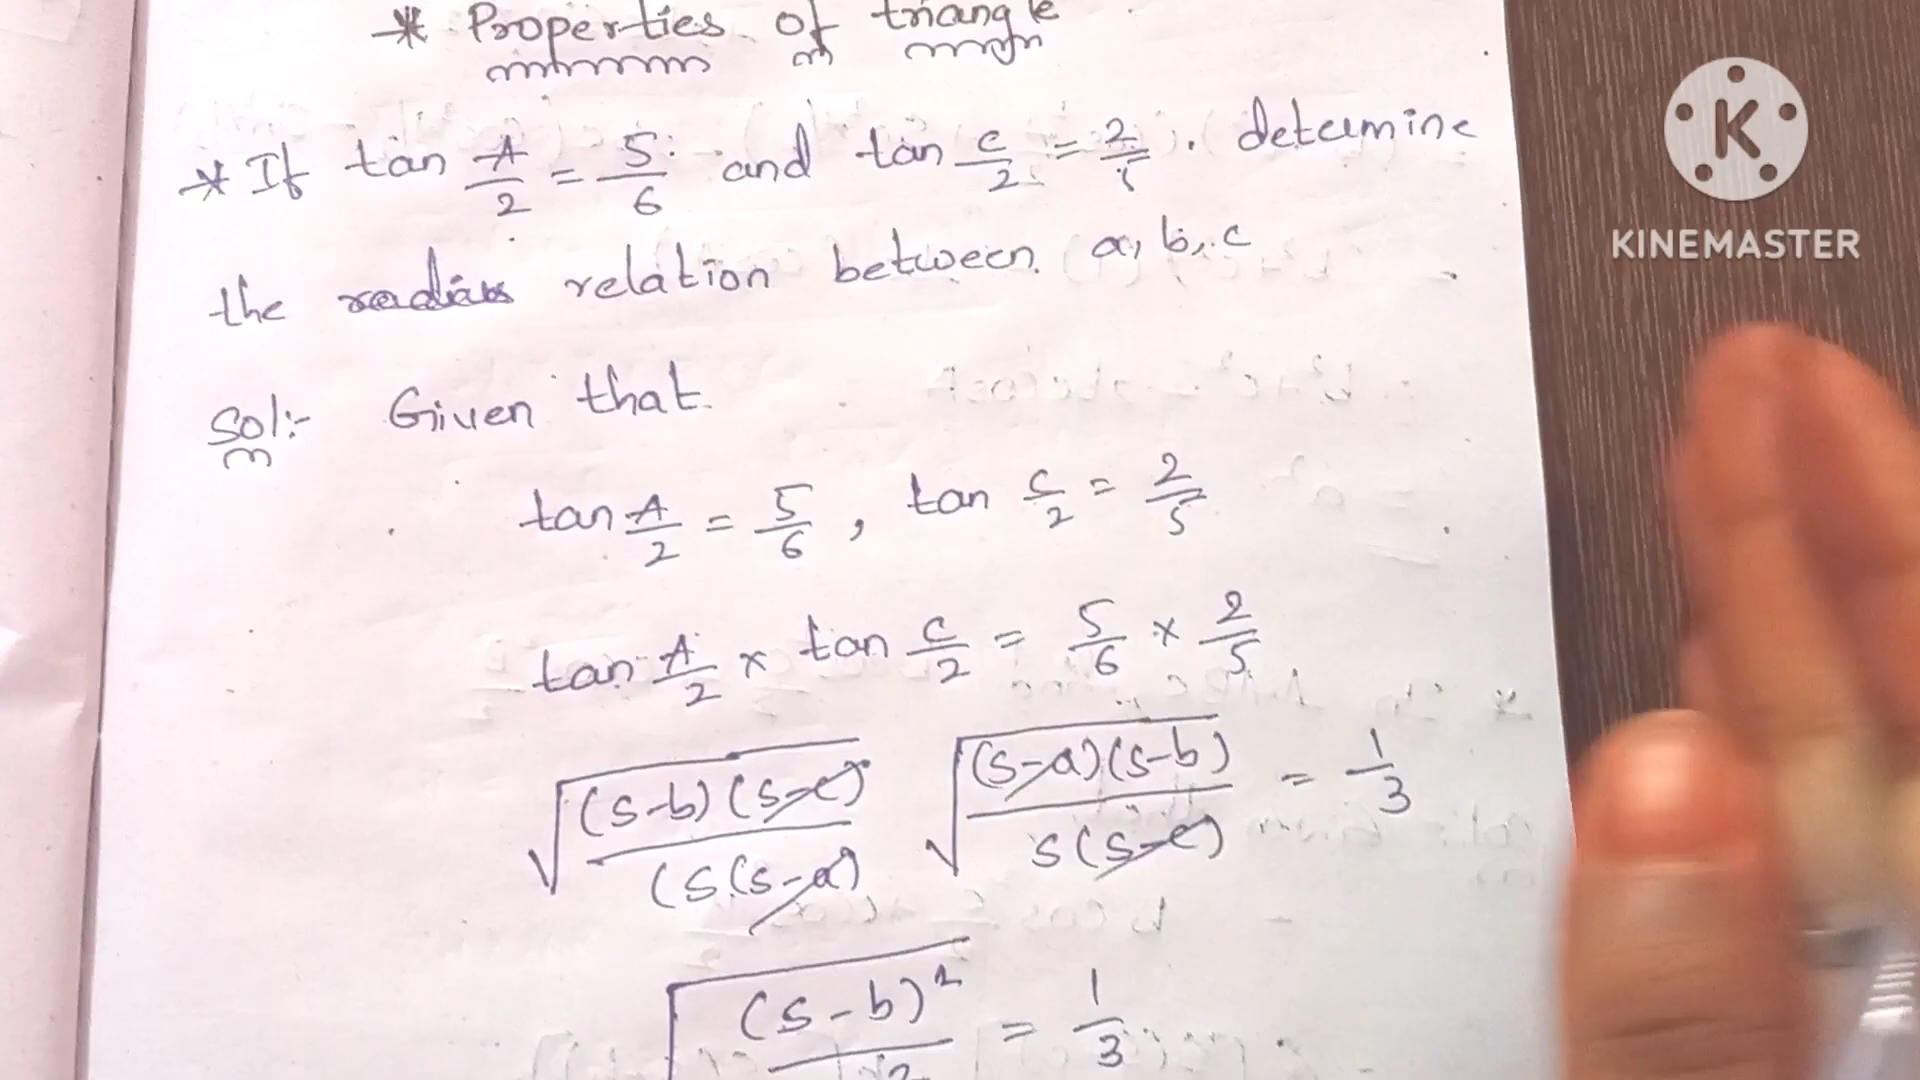 * Properties of triangle
* If tan A/2 = 5/6 and tan C/2 = 2/5. determine
the relation between a, b, c
Sol:- Given that
tan A/2 = 5/6, tan C/2 = 2/5
tan A/2 × tan C/2 = 5/6 × 2/5
√((s-b)(s-c)/(s(s-a)) √((s-a)(s-b)/s(s-c)) = 1/3
√((s-b)²/s²) = 1/3
K
KINEMASTER